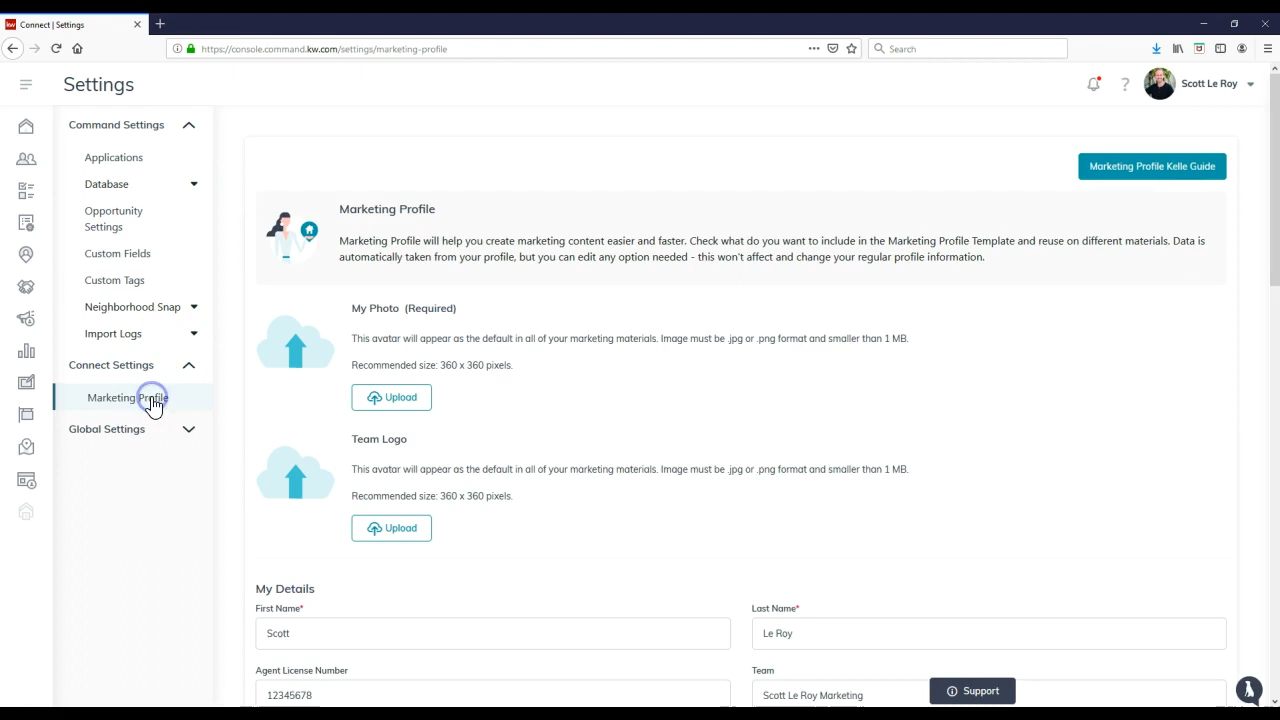 kw Connect | Settings
https://console.command.kw.com/settings/marketing-profile
Search
Settings
? Scott Le Roy
Command Settings
Applications
Database
Opportunity
Settings
Custom Fields
Custom Tags
Neighborhood Snap
Import Logs
Connect Settings
Marketing Profile
Global Settings
Marketing Profile Kelle Guide
Marketing Profile
Marketing Profile will help you create marketing content easier and faster. Check what do you want to include in the Marketing Profile Template and reuse on different materials. Data is
automatically taken from your profile, but you can edit any option needed - this won't affect and change your regular profile information.
My Photo (Required)
This avatar will appear as the default in all of your marketing materials. Image must be .jpg or .png format and smaller than 1 MB.
Recommended size: 360 x 360 pixels.
Upload
Team Logo
This avatar will appear as the default in all of your marketing materials. Image must be .jpg or .png format and smaller than 1 MB.
Recommended size: 360 x 360 pixels.
Upload
My Details
First Name* Last Name*
Scott Le Roy
Agent License Number Team
12345678 Scott Le Roy Marketing
Support